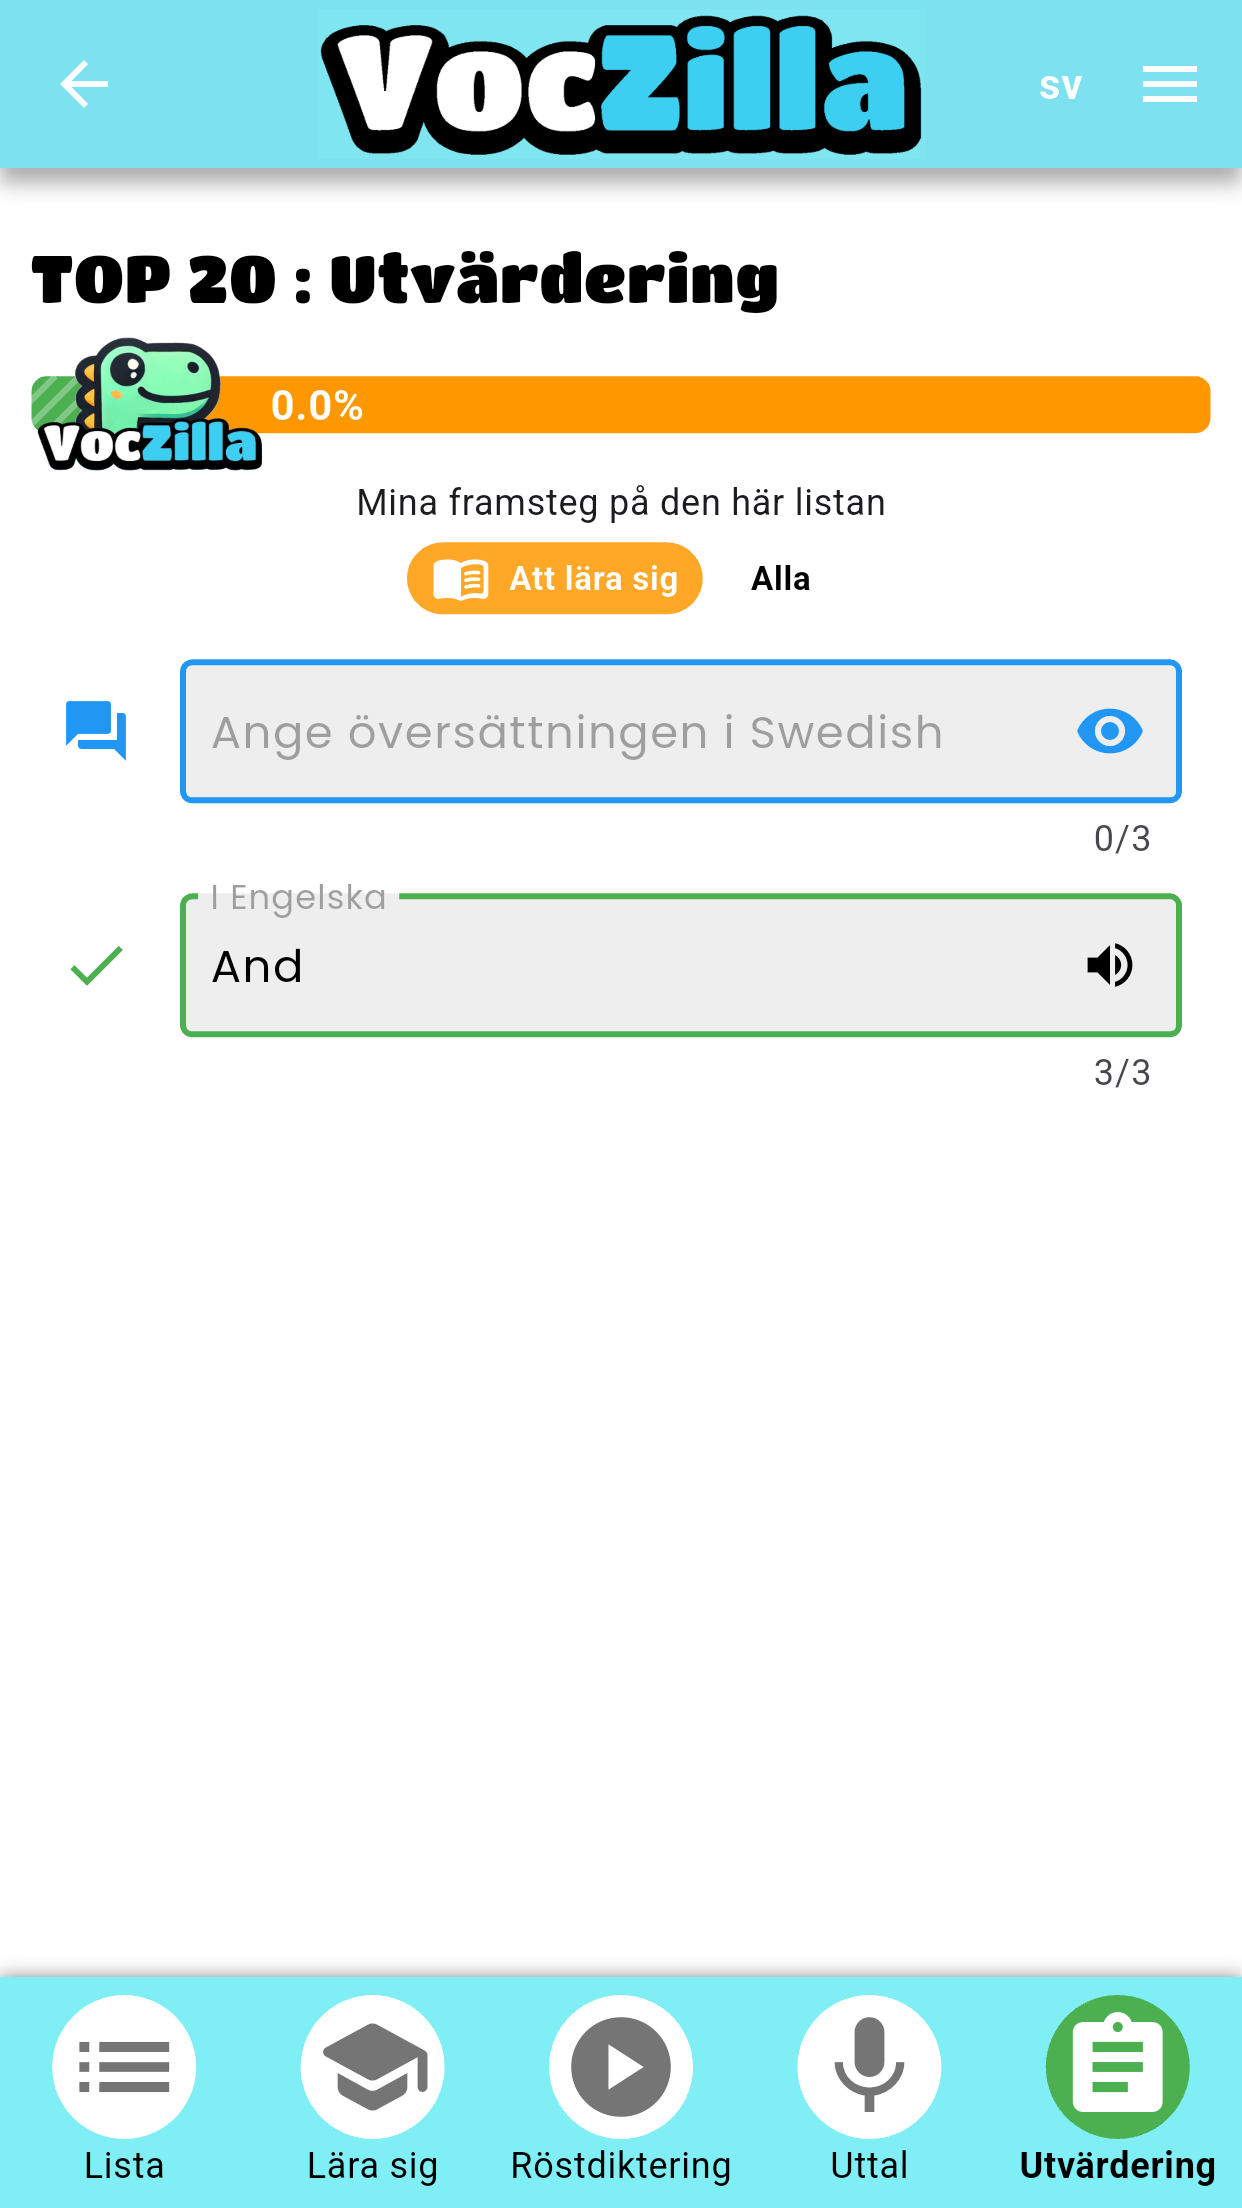 VocZilla
sv
TOP 20 : Utvärdering
VocZilla
0.0%
Mina framsteg på den här listan
Att lära sig
Alla
Ange översättningen i Swedish
0/3
I Engelska
And
3/3
Lista
Lära sig
Röstdiktering
Uttal
Utvärdering